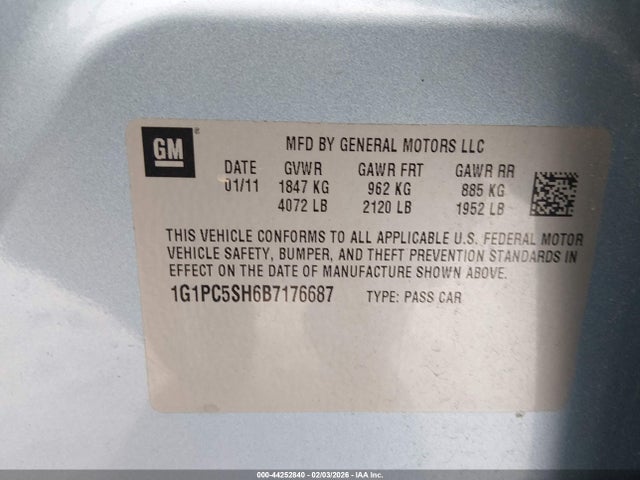 GM®
MFD BY GENERAL MOTORS LLC
DATE GVWR GAWR FRT GAWR RR
01/11 1847 KG 962 KG 885 KG
4072 LB 2120 LB 1952 LB
THIS VEHICLE CONFORMS TO ALL APPLICABLE U.S. FEDERAL MOTOR
VEHICLE SAFETY, BUMPER, AND THEFT PREVENTION STANDARDS IN
EFFECT ON THE DATE OF MANUFACTURE SHOWN ABOVE.
1G1PC5SH6B7176687 TYPE: PASS CAR
000-44252840 - 02/03/2026 - IAA Inc.